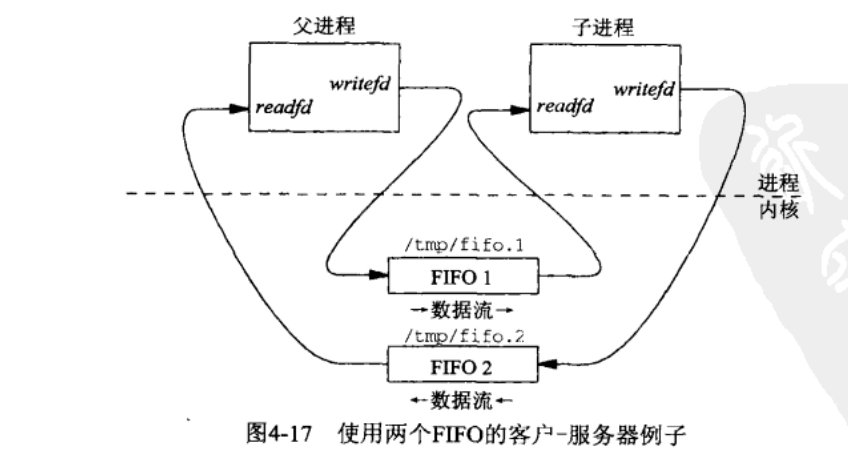 父进程
子进程
writefd
readfd
writefd
readfd
进程
内核
/tmp/fifo.1
FIFO 1
→数据流→
/tmp/fifo.2
FIFO 2
←数据流←
图4-17 使用两个FIFO的客户-服务器例子